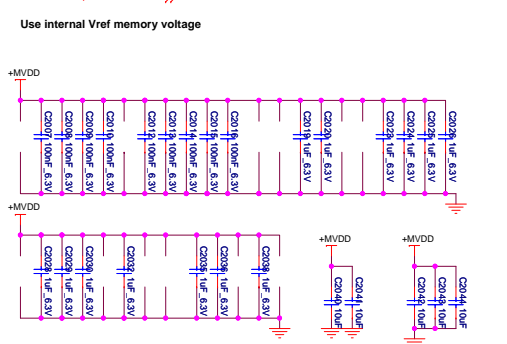 Use internal Vref memory voltage
+MVDD
C2007 100nF_6.3V
C2008 100nF_6.3V
C2009 100nF_6.3V
C2010 100nF_6.3V
C2012 100nF_6.3V
C2013 100nF_6.3V
C2014 100nF_6.3V
C2015 100nF_6.3V
C2016 100nF_6.3V
C2019 1uF_6.3V
C2020 1uF_6.3V
C2023 1uF_6.3V
C2024 1uF_6.3V
C2025 1uF_6.3V
C2026 1uF_6.3V
+MVDD
C2028 1uF_6.3V
C2029 1uF_6.3V
C2030 1uF_6.3V
C2032 1uF_6.3V
C2035 1uF_6.3V
C2036 1uF_6.3V
C2038 1uF_6.3V
+MVDD
C2040 10uF
C2041 10uF
+MVDD
C2042 10uF
C2043 10uF
C2044 10uF